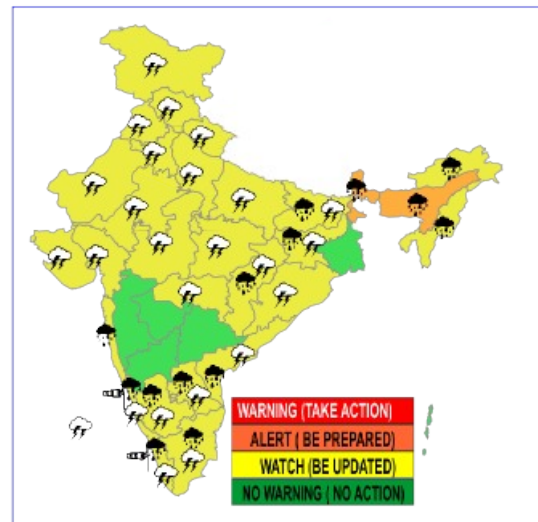 WARNING (TAKE ACTION)
ALERT ( BE PREPARED)
WATCH (BE UPDATED)
NO WARNING ( NO ACTION)